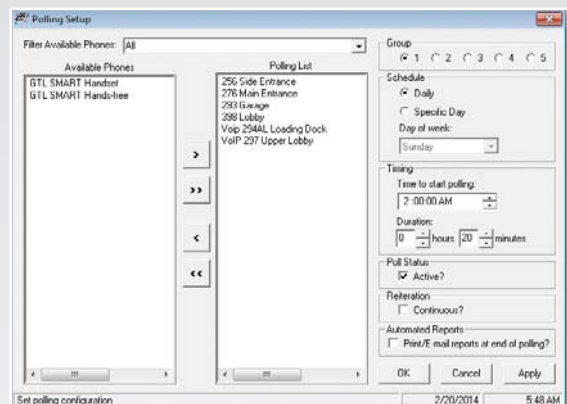 Polling Setup
Filter Available Phones: All
Available Phones
GTL SMART Handset
GTL SMART Hands-free
>
>>
<
<<
Polling List
256 Side Entrance
276 Main Entrance
293 Garage
398 Lobby
Voip 294AL Loading Dock
VoIP 297 Upper Lobby
Group
1 2 3 4 5
Schedule
Daily
Specific Day
Day of week:
Sunday
Timing
Time to start polling:
2:00:00 AM
Duration:
0 hours 20 minutes
Poll Status
Active?
Reiteration
Continuous?
Automated Reports
Print/E mail reports at end of polling?
OK Cancel Apply
Set polling configuration 2/20/2014 5:48 AM